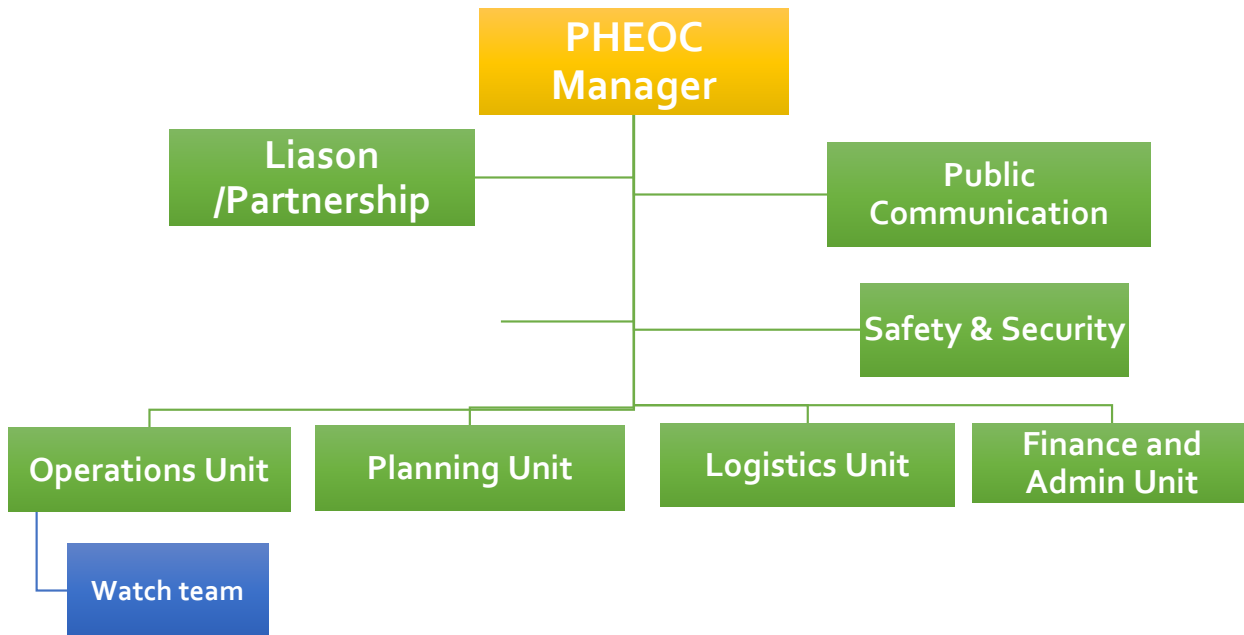 PHEOC
Manager
Liason
/Partnership
Public
Communication
Safety & Security
Operations Unit
Planning Unit
Logistics Unit
Finance and
Admin Unit
Watch team